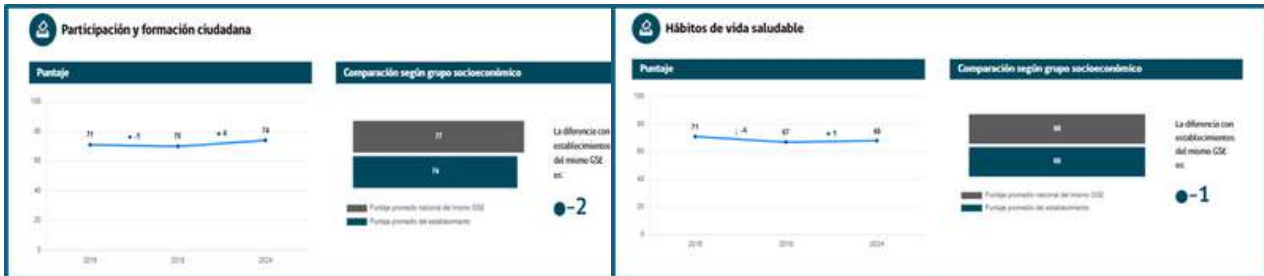 Participación y formación ciudadana
Puntaje
Comparación según grupo socioeconómico
100
80
60
40
20
0
71
-1
70
74
2024
77
La diferencia con
establecimientos
del mismo GSE
es:
-2
Puntaje promedio nacional del mismo GSE
Puntaje promedio del establecimiento
Hábitos de vida saludable
Puntaje
Comparación según grupo socioeconómico
100
80
60
40
20
0
71
↓ -4
67
68
2024
La diferencia con
establecimientos
del mismo GSE
es:
-1
Puntaje promedio nacional del mismo GSE
Puntaje promedio del establecimiento